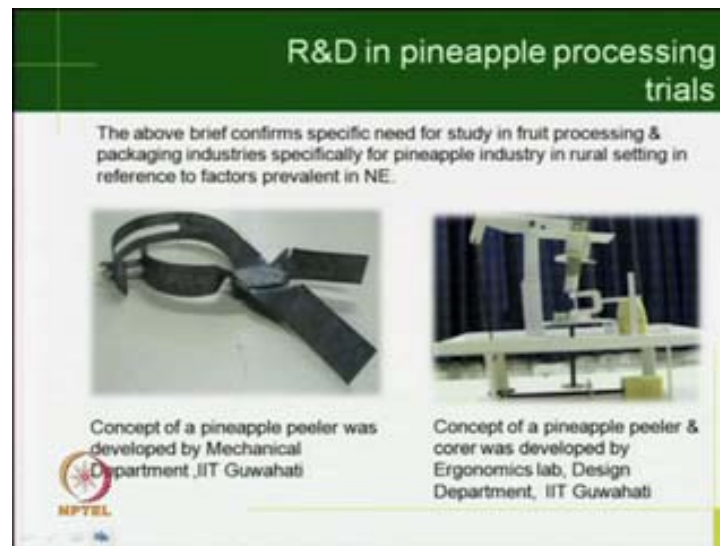 R&D in pineapple processing
trials
The above brief confirms specific need for study in fruit processing &
packaging industries specifically for pineapple industry in rural setting in
reference to factors prevalent in NE.
Concept of a pineapple peeler was
developed by Mechanical
Department ,IIT Guwahati
Concept of a pineapple peeler &
corer was developed by
Ergonomics lab, Design
Department, IIT Guwahati
NPTEL